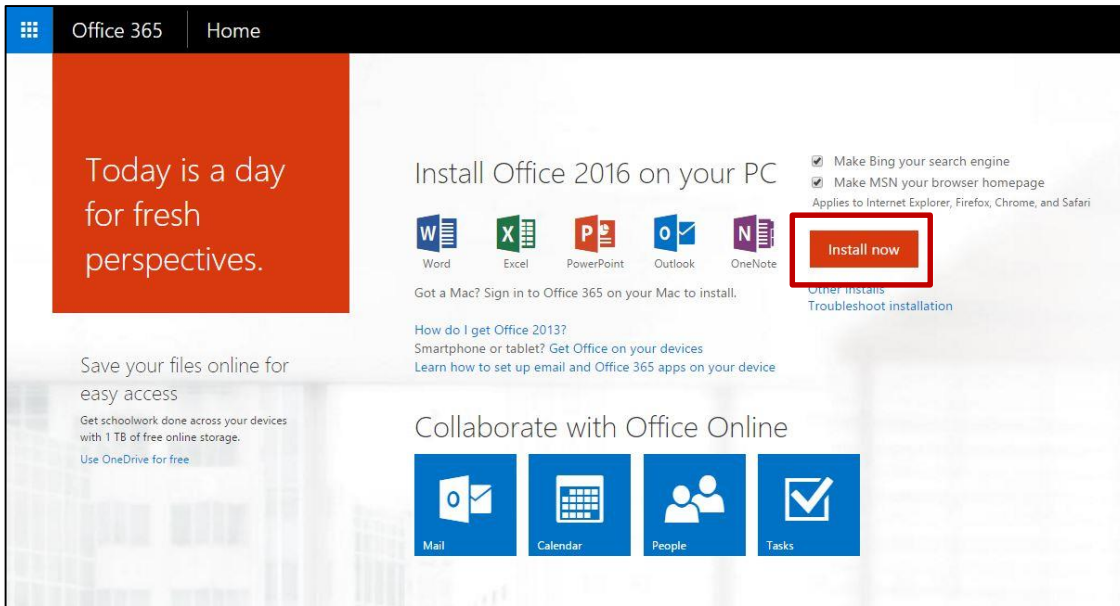 Office 365
Home
Today is a day
for fresh
perspectives.
Save your files online for
easy access
Get schoolwork done across your devices
with 1 TB of free online storage.
Use OneDrive for free
Install Office 2016 on your PC
Word
Excel
PowerPoint
Outlook
OneNote
Got a Mac? Sign in to Office 365 on your Mac to install.
How do I get Office 2013?
Smartphone or tablet? Get Office on your devices
Learn how to set up email and Office 365 apps on your device
Make Bing your search engine
Make MSN your browser homepage
Applies to Internet Explorer, Firefox, Chrome, and Safari
Install now
Other installs
Troubleshoot installation
Collaborate with Office Online
Mail
Calendar
People
Tasks